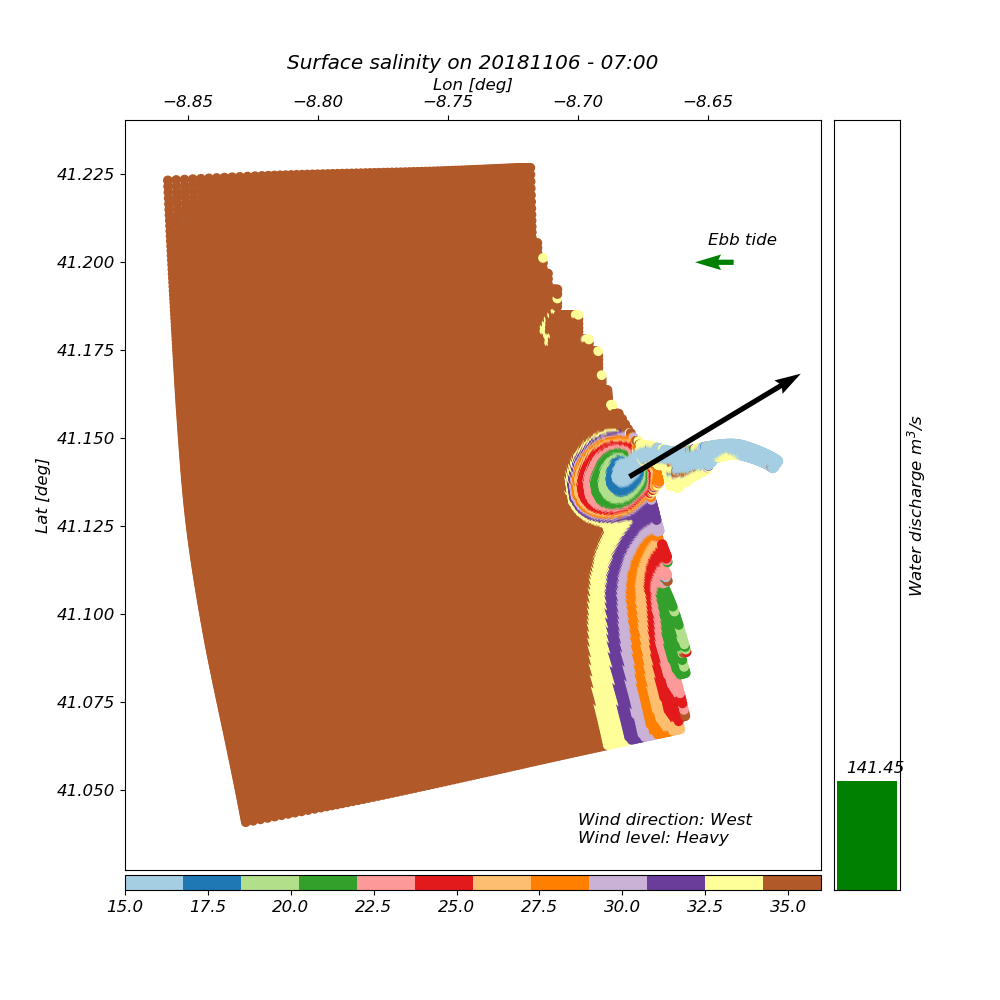 Surface salinity on 20181106 - 07:00
Lon [deg]
−8.85 −8.80 −8.75 −8.70 −8.65
41.225
41.200
41.175
41.150
41.125
41.100
41.075
41.050
Lat [deg]
Ebb tide
Wind direction: West
Wind level: Heavy
141.45
Water discharge m³/s
15.0 17.5 20.0 22.5 25.0 27.5 30.0 32.5 35.0